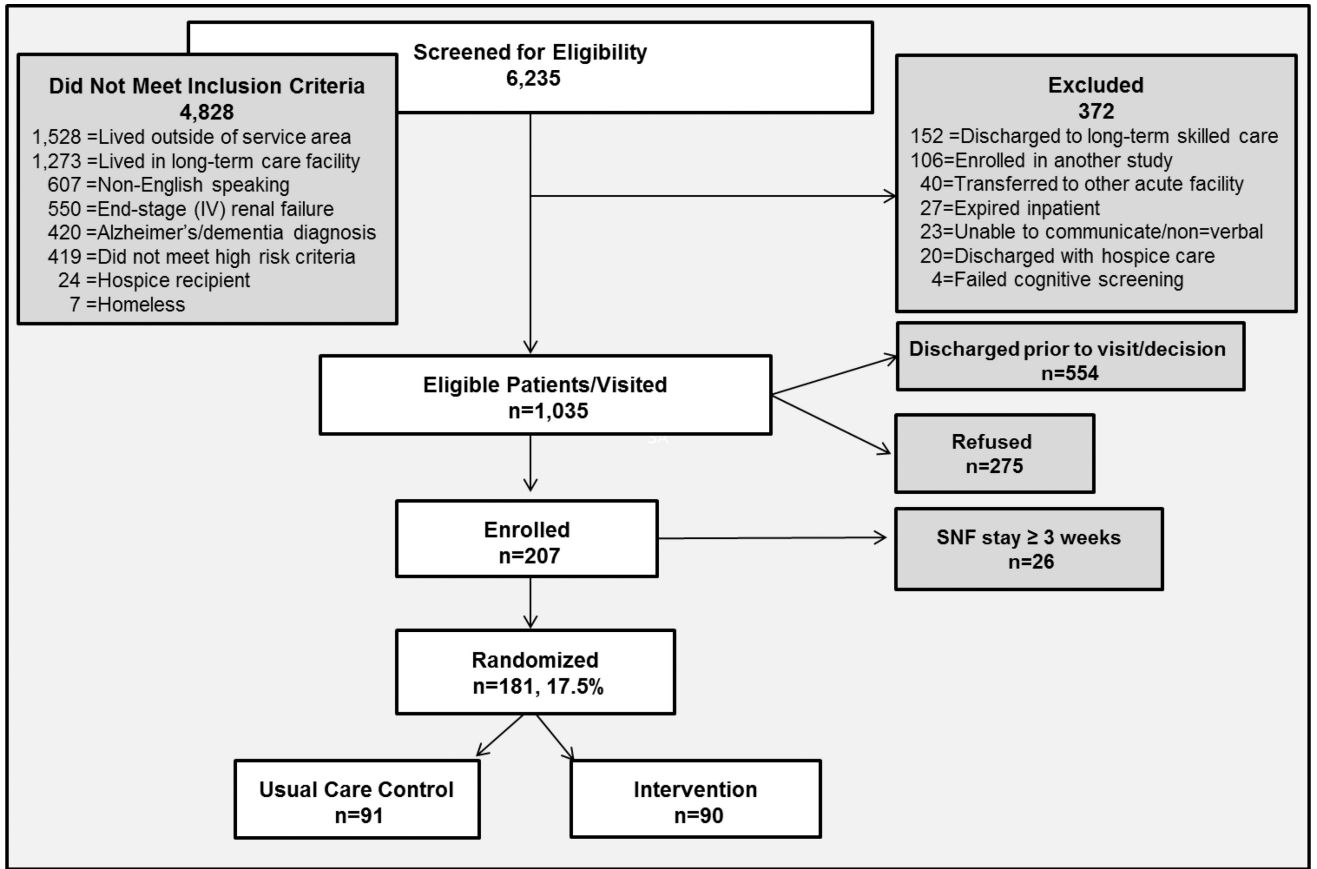 Screened for Eligibility
6,235
Did Not Meet Inclusion Criteria
4,828
1,528 =Lived outside of service area
1,273 =Lived in long-term care facility
607 =Non-English speaking
550 =End-stage (IV) renal failure
420 =Alzheimer's/dementia diagnosis
419 =Did not meet high risk criteria
24 =Hospice recipient
7 =Homeless
Excluded
372
152 =Discharged to long-term skilled care
106=Enrolled in another study
40=Transferred to other acute facility
27=Expired inpatient
23=Unable to communicate/non=verbal
20=Discharged with hospice care
4=Failed cognitive screening
Eligible Patients/Visited
n=1,035
Discharged prior to visit/decision
n=554
Refused
n=275
Enrolled
n=207
SNF stay ≥ 3 weeks
n=26
Randomized
n=181, 17.5%
Usual Care Control
n=91
Intervention
n=90